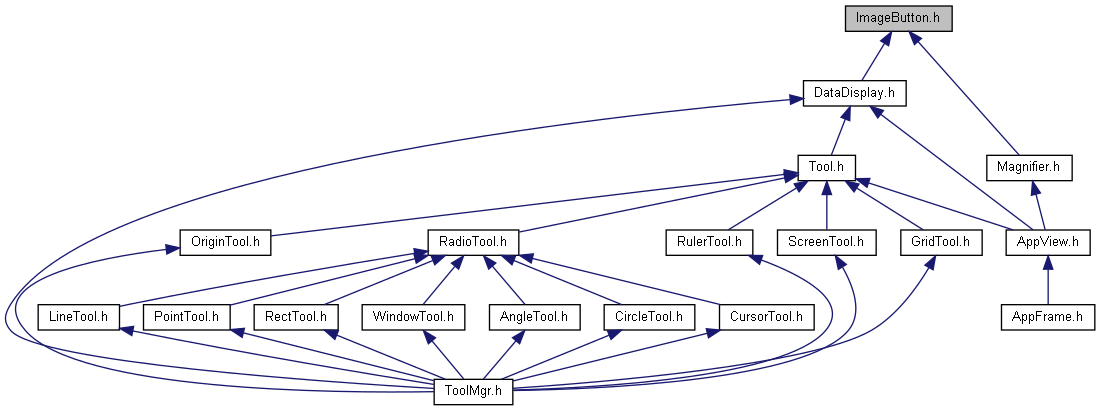 ImageButton.h
DataDisplay.h
Tool.h
Magnifier.h
OriginTool.h
RadioTool.h
RulerTool.h
ScreenTool.h
GridTool.h
AppView.h
LineTool.h
PointTool.h
RectTool.h
WindowTool.h
AngleTool.h
CircleTool.h
CursorTool.h
AppFrame.h
ToolMgr.h